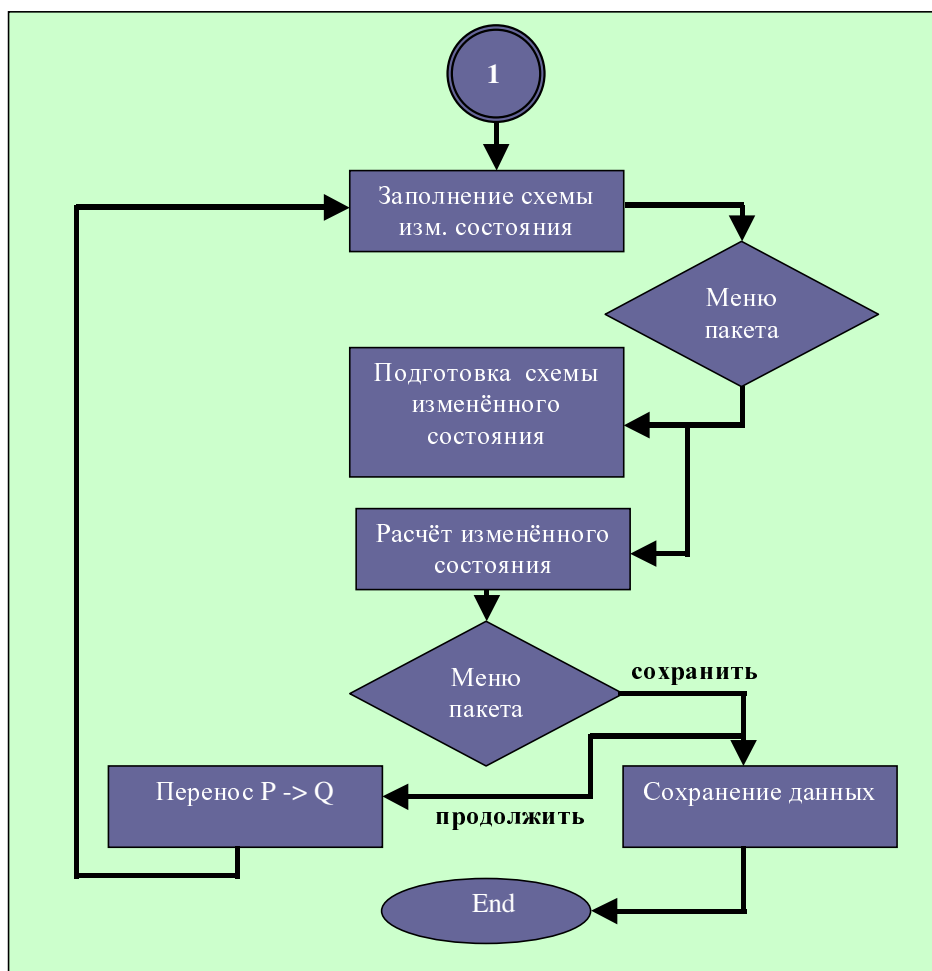 1
Заполнение схемы
изм. состояния
Меню
пакета
Подготовка схемы
изменённого
состояния
Расчёт изменённого
состояния
Меню
пакета
сохранить
Перенос P -> Q
продолжить
Сохранение данных
End